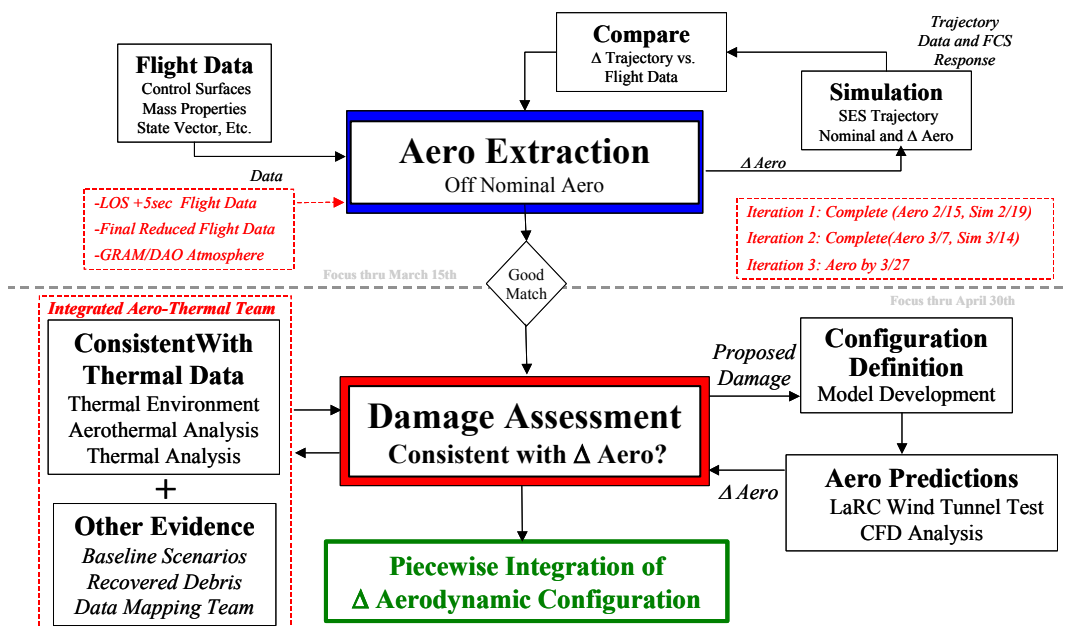 Compare
Δ Trajectory vs.
Flight Data
Trajectory
Data and FCS
Response
Flight Data
Control Surfaces
Mass Properties
State Vector, Etc.
Simulation
SES Trajectory
Nominal and Δ Aero
Aero Extraction
Off Nominal Aero
Δ Aero
Data
-LOS +5sec Flight Data
-Final Reduced Flight Data
-GRAM/DAO Atmosphere
Iteration 1: Complete (Aero 2/15, Sim 2/19)
Iteration 2: Complete(Aero 3/7, Sim 3/14)
Iteration 3: Aero by 3/27
Focus thru March 15th
Good
Match
Focus thru April 30th
Integrated Aero-Thermal Team
ConsistentWith
Thermal Data
Thermal Environment
Aerothermal Analysis
Thermal Analysis
+
Other Evidence
Baseline Scenarios
Recovered Debris
Data Mapping Team
Damage Assessment
Consistent with Δ Aero?
Proposed
Damage
Configuration
Definition
Model Development
Δ Aero
Aero Predictions
LaRC Wind Tunnel Test
CFD Analysis
Piecewise Integration of
Δ Aerodynamic Configuration